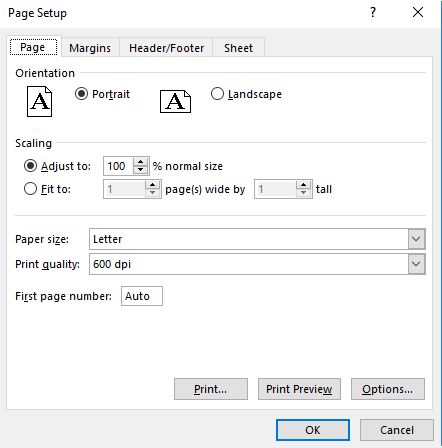 Page Setup ? ×
Page Margins Header/Footer Sheet
Orientation
A Portrait A Landscape
Scaling
Adjust to: 100 % normal size
Fit to: 1 page(s) wide by 1 tall
Paper size: Letter
Print quality: 600 dpi
First page number: Auto
Print... Print Preview Options...
OK Cancel